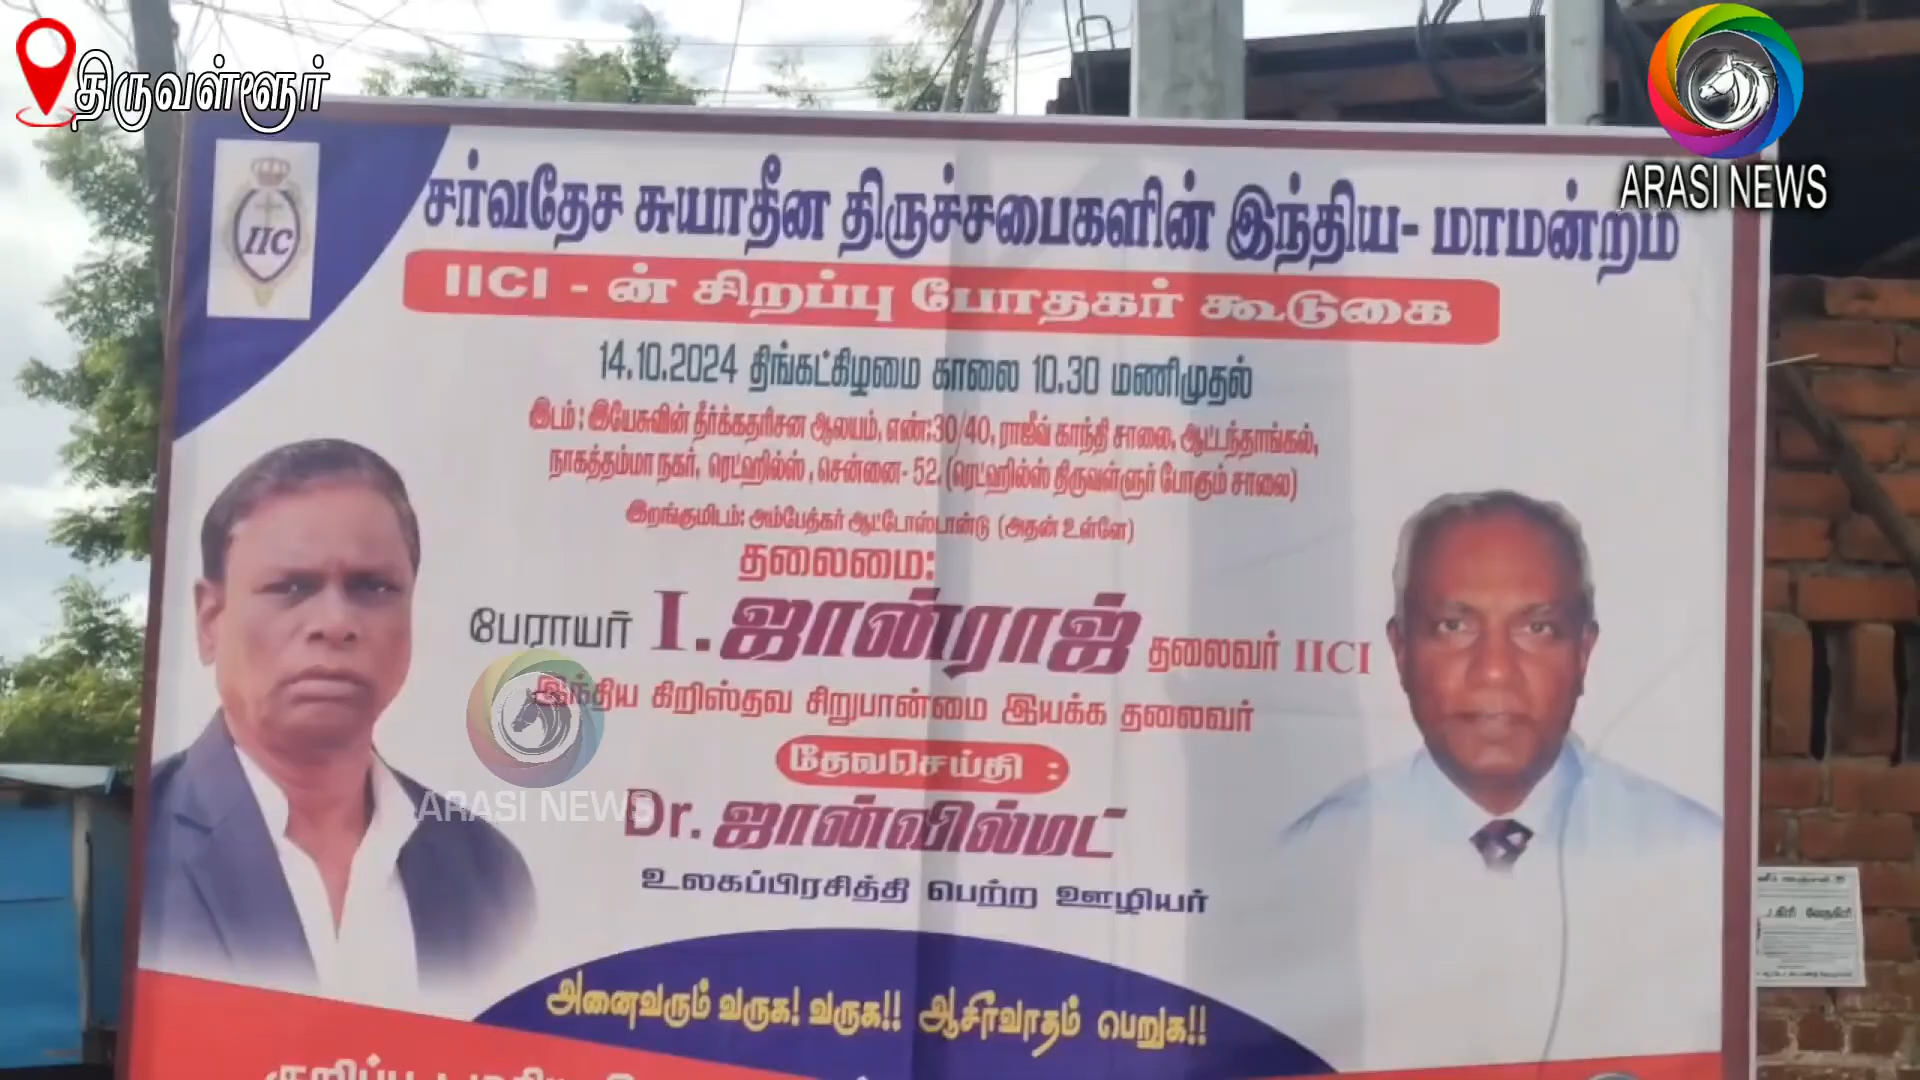 திருவள்ளூர்
ARASI NEWS
IIC
சர்வதேச சுயாதீன திருச்சபைகளின் இந்திய- மாமன்றம்
IICI - ன் சிறப்பு போதகர் கூடுகை
14.10.2024 திங்கட்கிழமை காலை 10.30 மணிமுதல்
இடம் : இயேசுவின் தீர்க்கதரிசன ஆலயம், எண்:30/40, ராஜீவ் காந்தி சாலை, ஆட்டந்தாங்கல்,
நாகத்தம்மா நகர், ரெட்ஹில்ஸ் , சென்னை- 52, (ரெட்ஹில்ஸ் திருவள்ளுர் போகும் சாலை)
இறங்குமிடம்: அம்பேத்கர் ஆட்டோஸ்டாண்டு (அதன் உள்ளே)
தலைமை:
பேராயர் I. ஜான்ராஜ் தலைவர் IICI
இந்திய கிறிஸ்தவ சிறுபான்மை இயக்க தலைவர்
தேவசெய்தி :
ARASI NEWS
Dr. ஜான்வில்மட்
உலகப்பிரசித்தி பெற்ற ஊழியர்
அனைவரும் வருக! வருக!! ஆசீர்வாதம் பெறுக!!